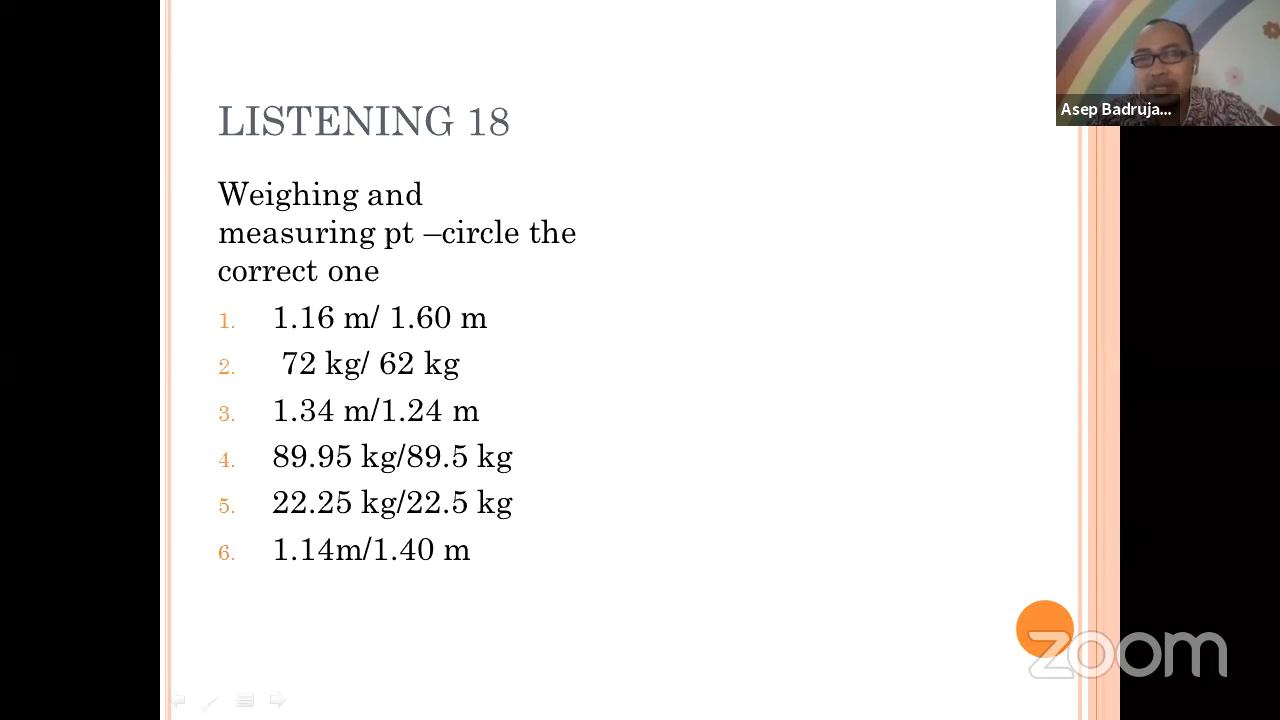 Asep Badruja...
LISTENING 18
Weighing and
measuring pt –circle the
correct one
1. 1.16 m/ 1.60 m
2. 72 kg/ 62 kg
3. 1.34 m/1.24 m
4. 89.95 kg/89.5 kg
5. 22.25 kg/22.5 kg
6. 1.14m/1.40 m
zoom